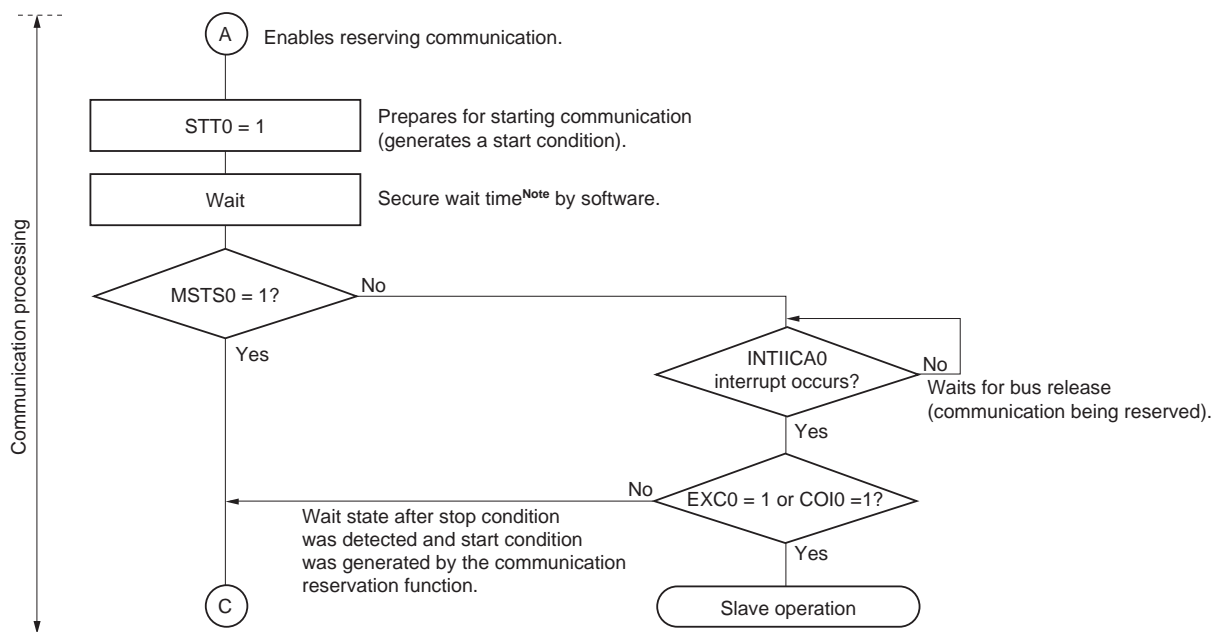 A
Enables reserving communication.
STT0 = 1
Prepares for starting communication
(generates a start condition).
Wait
Secure wait timeNote by software.
MSTS0 = 1?
No
Yes
INTIICA0
interrupt occurs?
No
Waits for bus release
(communication being reserved).
Yes
EXC0 = 1 or COI0 =1?
No
Wait state after stop condition
was detected and start condition
was generated by the communication
reservation function.
Yes
C
Slave operation
Communication processing